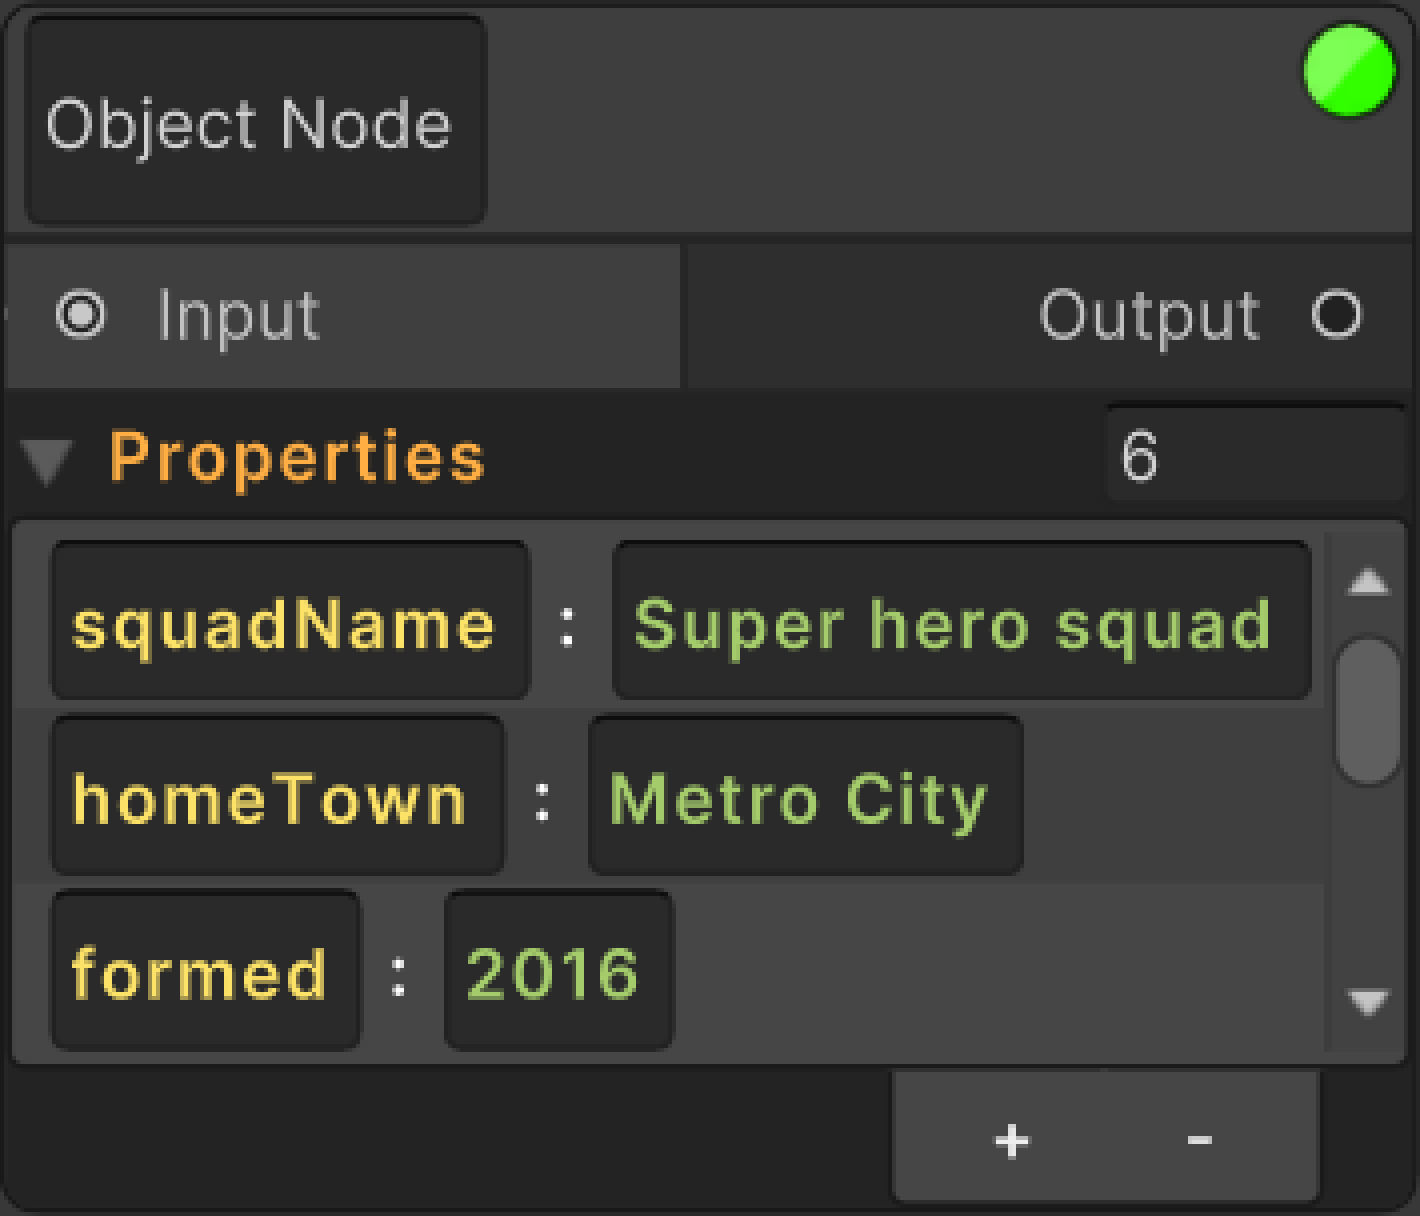 Object Node
Input Output
Properties 6
squadName : Super hero squad
homeTown : Metro City
formed : 2016
+ -